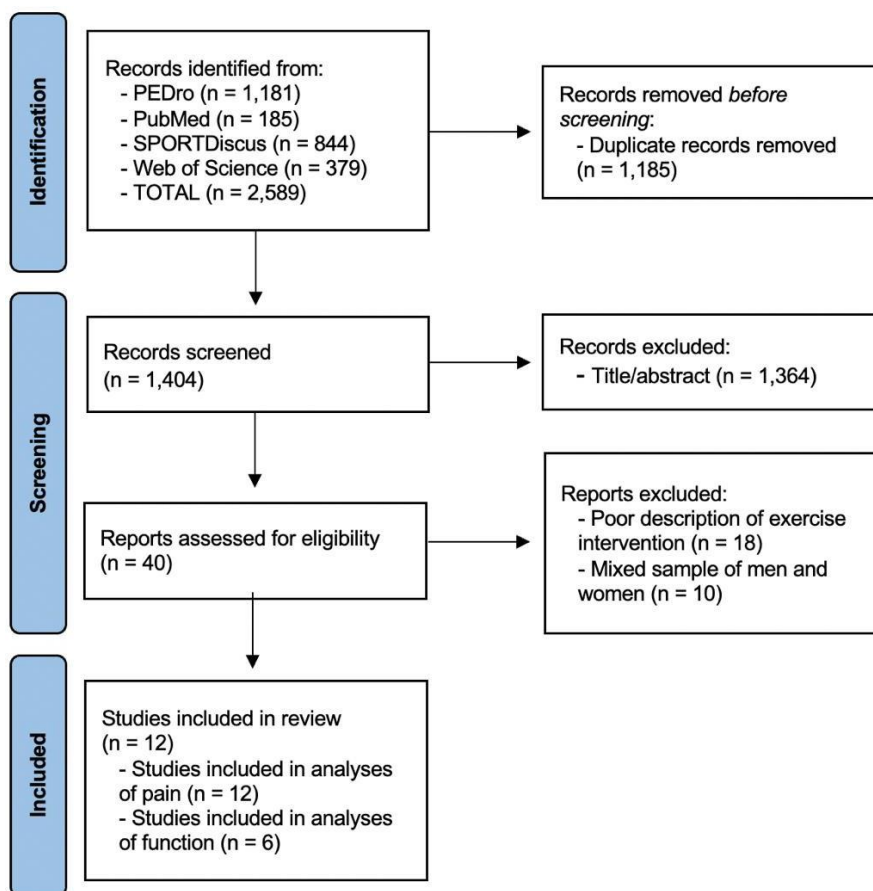 Identification
Records identified from:
- PEDro (n = 1,181)
- PubMed (n = 185)
- SPORTDiscus (n = 844)
- Web of Science (n = 379)
- TOTAL (n = 2,589)
Records removed before
screening:
- Duplicate records removed
(n = 1,185)
Screening
Records screened
(n = 1,404)
Records excluded:
- Title/abstract (n = 1,364)
Reports assessed for eligibility
(n = 40)
Reports excluded:
- Poor description of exercise
intervention (n = 18)
- Mixed sample of men and
women (n = 10)
Included
Studies included in review
(n = 12)
- Studies included in analyses
of pain (n = 12)
- Studies included in analyses
of function (n = 6)